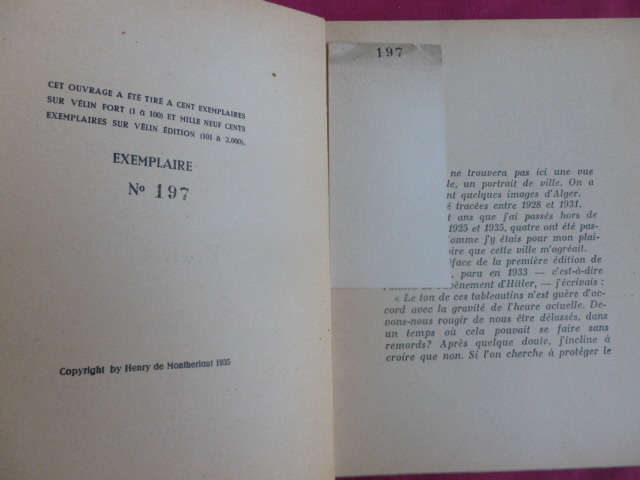 CET OUVRAGE A ÉTÉ TIRE A CENT EXEMPLAIRES
SUR VÉLIN FORT (1 à 100) ET MILLE NEUF CENTS
EXEMPLAIRES SUR VÉLIN ÉDITION (101 à 2.000).
EXEMPLAIRE
No 197
Copyright by Henry de Montherlant 1935
197
ne trouvera pas ici une vue
un portrait de ville. On a
quelques images d'Alger.
tracées entre 1928 et 1931.
ans que j'ai passés hors de
1925 et 1935, quatre ont été pas-
omme j'y étais pour mon plai-
oire que cette ville m'agréait.
éface de la première édition de
paru en 1933 — c'est-à-dire
d'Hitler, — j'écrivais :
« Le ton de ces tableautins n'est guère d'ac-
cord avec la gravité de l'heure actuelle. De-
vons-nous rougir de nous être délassés, dans
un temps où cela pouvait se faire sans
remords? Après quelque doute, j'incline à
croire que non. Si l'on cherche à protéger le